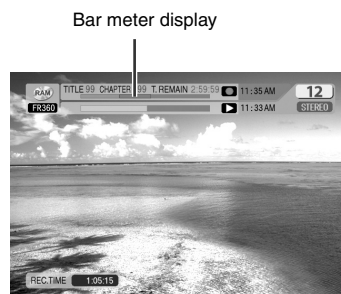 Bar meter display
RAM TITLE 99 CHAPTER 999 T. REMAIN 2:59:59 11:35 AM 12
FR360 11:33 AM STEREO
REC.TIME 1:05:15